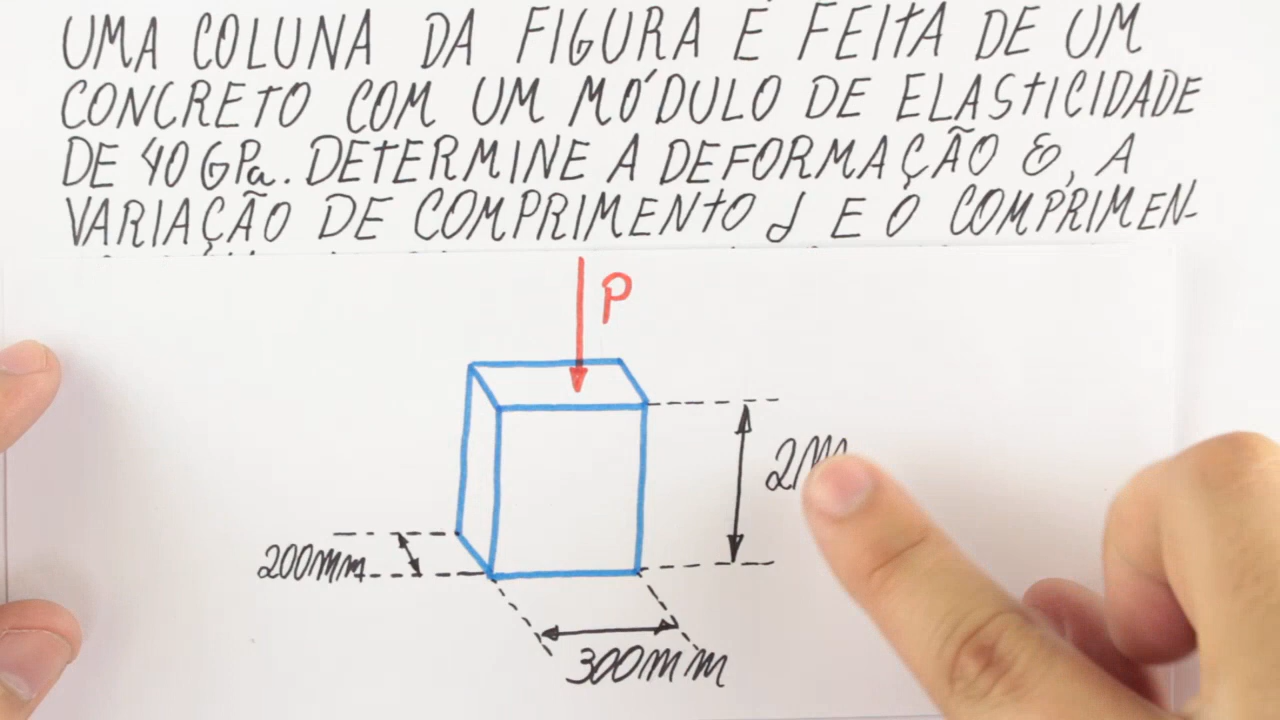 UMA COLUNA DA FIGURA É FEITA DE UM
CONCRETO COM UM MÓDULO DE ELASTICIDADE
DE 40 GPa. DETERMINE A DEFORMAÇÃO Ɛ, A
VARIAÇÃO DE COMPRIMENTO δ E O COMPRIMEN-
P
2m
200mm
300mm